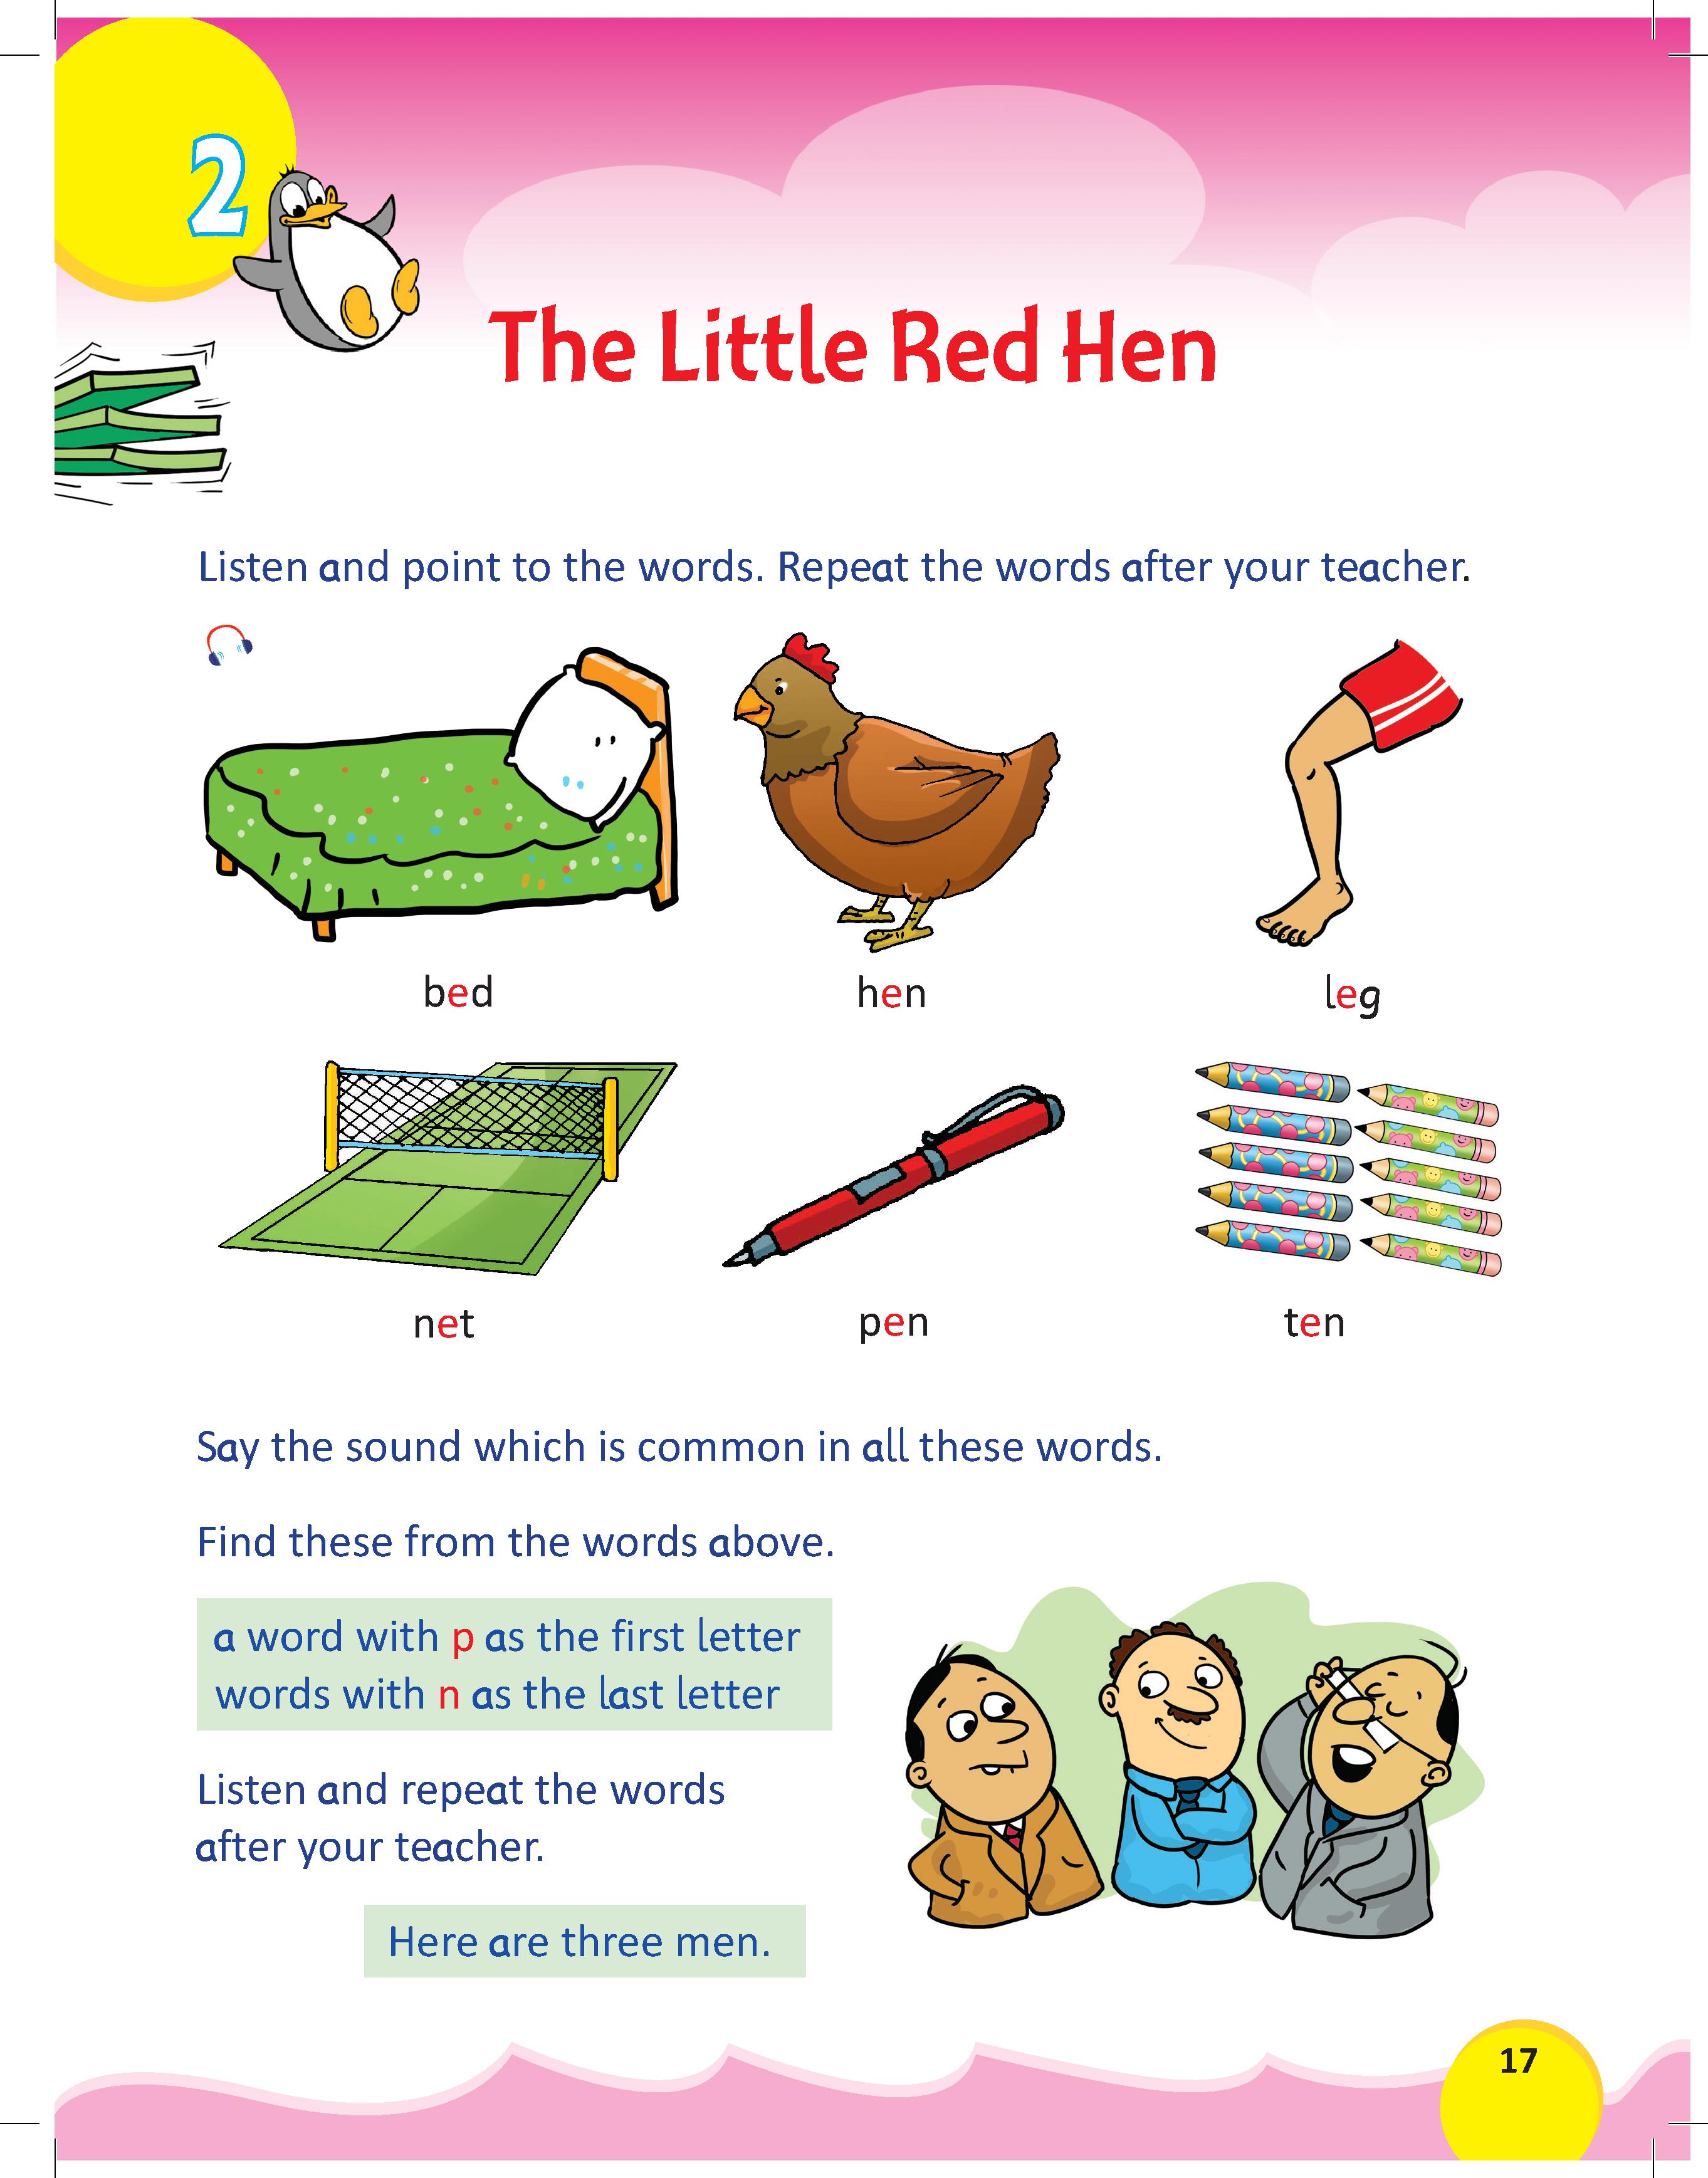 2
The Little Red Hen
Listen and point to the words. Repeat the words after your teacher.
bed hen leg
net pen ten
Say the sound which is common in all these words.
Find these from the words above.
a word with p as the first letter
words with n as the last letter
Listen and repeat the words
after your teacher.
Here are three men.
17